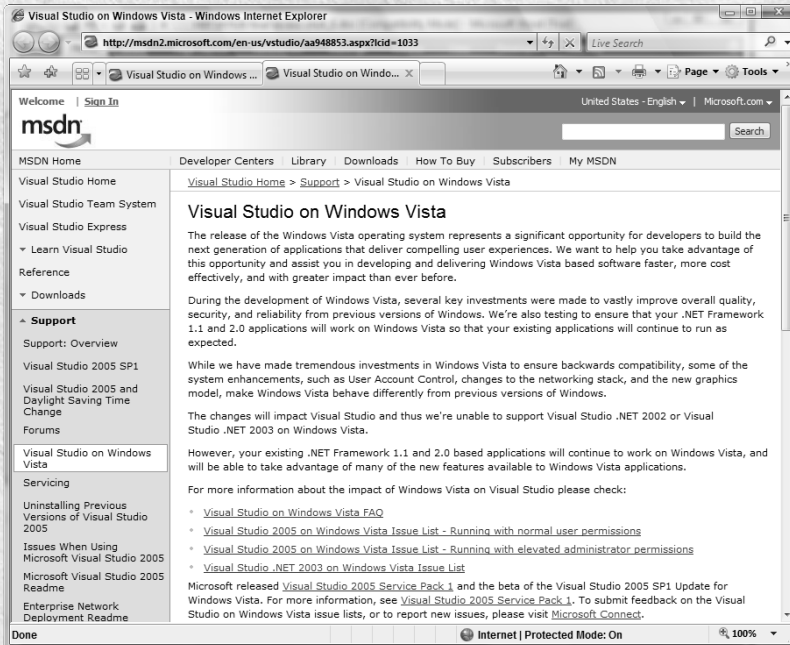 Visual Studio on Windows Vista - Windows Internet Explorer
http://msdn2.microsoft.com/en-us/vstudio/aa948853.aspx?lcid=1033
Live Search
Visual Studio on Windows ...
Visual Studio on Windo...
Page
Tools
Welcome | Sign In
United States - English | Microsoft.com
msdn
Search
MSDN Home
Developer Centers | Library | Downloads | How To Buy | Subscribers | My MSDN
Visual Studio Home
Visual Studio Team System
Visual Studio Express
Learn Visual Studio
Reference
Downloads
Support
Support: Overview
Visual Studio 2005 SP1
Visual Studio 2005 and
Daylight Saving Time
Change
Forums
Visual Studio on Windows
Vista
Servicing
Uninstalling Previous
Versions of Visual Studio
2005
Issues When Using
Microsoft Visual Studio 2005
Microsoft Visual Studio 2005
Readme
Enterprise Network
Deployment Readme
Visual Studio Home > Support > Visual Studio on Windows Vista
Visual Studio on Windows Vista
The release of the Windows Vista operating system represents a significant opportunity for developers to build the
next generation of applications that deliver compelling user experiences. We want to help you take advantage of
this opportunity and assist you in developing and delivering Windows Vista based software faster, more cost
effectively, and with greater impact than ever before.
During the development of Windows Vista, several key investments were made to vastly improve overall quality,
security, and reliability from previous versions of Windows. We're also testing to ensure that your .NET Framework
1.1 and 2.0 applications will work on Windows Vista so that your existing applications will continue to run as
expected.
While we have made tremendous investments in Windows Vista to ensure backwards compatibility, some of the
system enhancements, such as User Account Control, changes to the networking stack, and the new graphics
model, make Windows Vista behave differently from previous versions of Windows.
The changes will impact Visual Studio and thus we're unable to support Visual Studio .NET 2002 or Visual
Studio .NET 2003 on Windows Vista.
However, your existing .NET Framework 1.1 and 2.0 based applications will continue to work on Windows Vista, and
will be able to take advantage of many of the new features available to Windows Vista applications.
For more information about the impact of Windows Vista on Visual Studio please check:
Visual Studio on Windows Vista FAQ
Visual Studio 2005 on Windows Vista Issue List - Running with normal user permissions
Visual Studio 2005 on Windows Vista Issue List - Running with elevated administrator permissions
Visual Studio .NET 2003 on Windows Vista Issue List
Microsoft released Visual Studio 2005 Service Pack 1 and the beta of the Visual Studio 2005 SP1 Update for
Windows Vista. For more information, see Visual Studio 2005 Service Pack 1. To submit feedback on the Visual
Studio on Windows Vista issue lists, or to report new issues, please visit Microsoft Connect.
Done
Internet | Protected Mode: On
100%